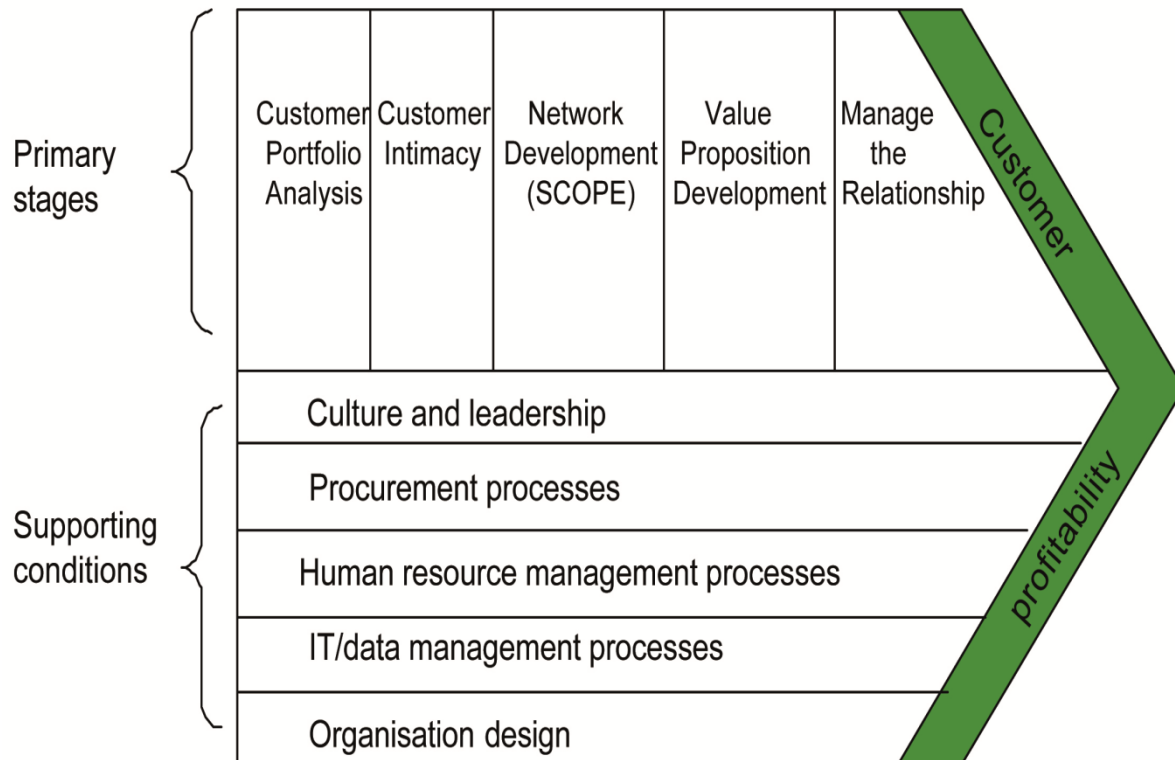 Primary
stages
Customer
Portfolio
Analysis
Customer
Intimacy
Network
Development
(SCOPE)
Value
Proposition
Development
Manage
the
Relationship
Customer
profitability
Supporting
conditions
Culture and leadership
Procurement processes
Human resource management processes
IT/data management processes
Organisation design